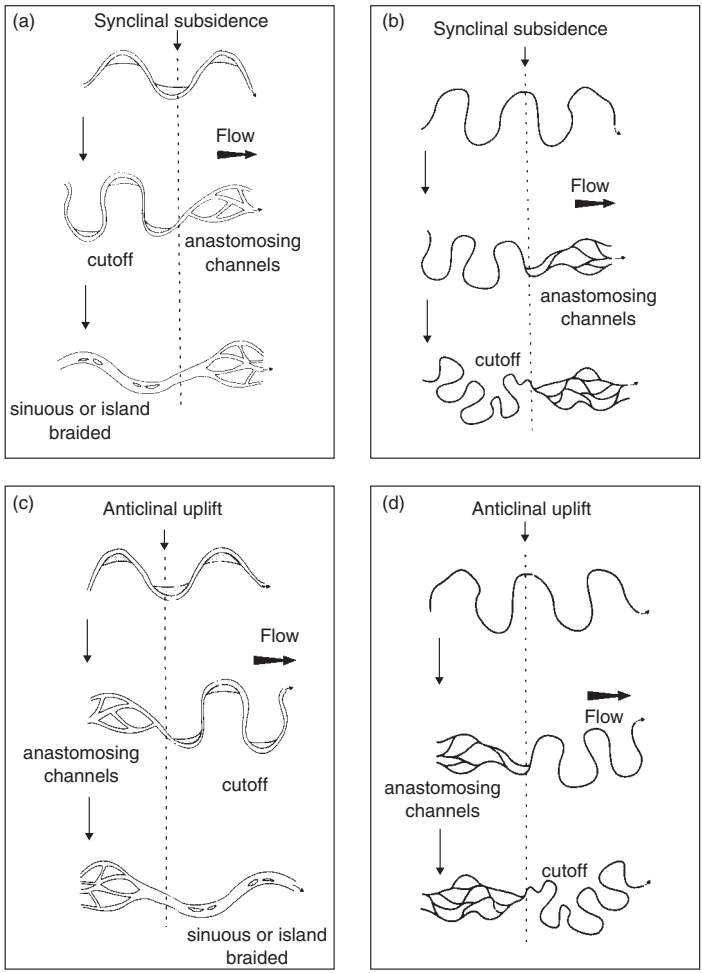 (a)
Synclinal subsidence
Flow
cutoff
anastomosing
channels
sinuous or island
braided
(b)
Synclinal subsidence
Flow
anastomosing
channels
cutoff
(c)
Anticlinal uplift
Flow
anastomosing
channels
cutoff
sinuous or island
braided
(d)
Anticlinal uplift
Flow
anastomosing
channels
cutoff